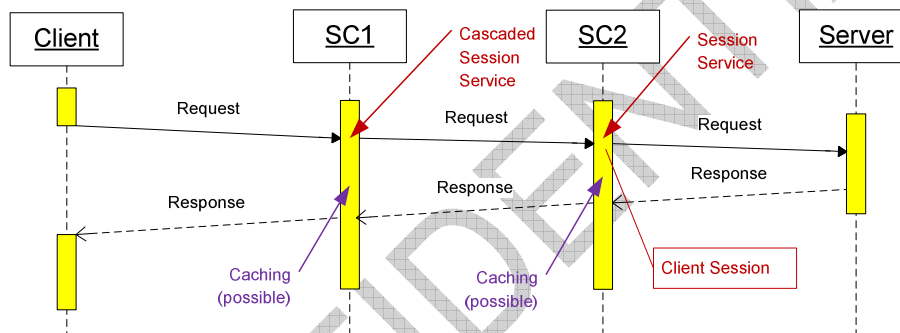 Client
SC1
SC2
Server
Cascaded
Session
Service
Session
Service
Request
Request
Request
Response
Response
Response
Client Session
Caching
(possible)
Caching
(possible)